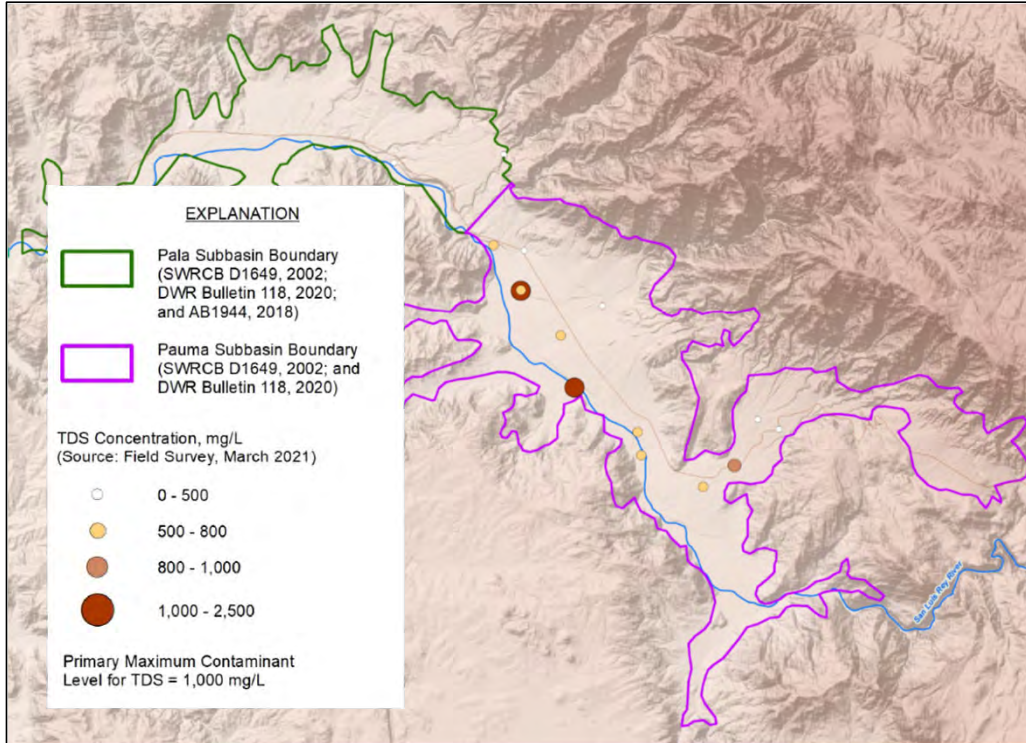 EXPLANATION
Pala Subbasin Boundary
(SWRCB D1649, 2002;
DWR Bulletin 118, 2020;
and AB1944, 2018)
Pauma Subbasin Boundary
(SWRCB D1649, 2002; and
DWR Bulletin 118, 2020)
TDS Concentration, mg/L
(Source: Field Survey, March 2021)
0 - 500
500 - 800
800 - 1,000
1,000 - 2,500
Primary Maximum Contaminant
Level for TDS = 1,000 mg/L
San Luis Rey River